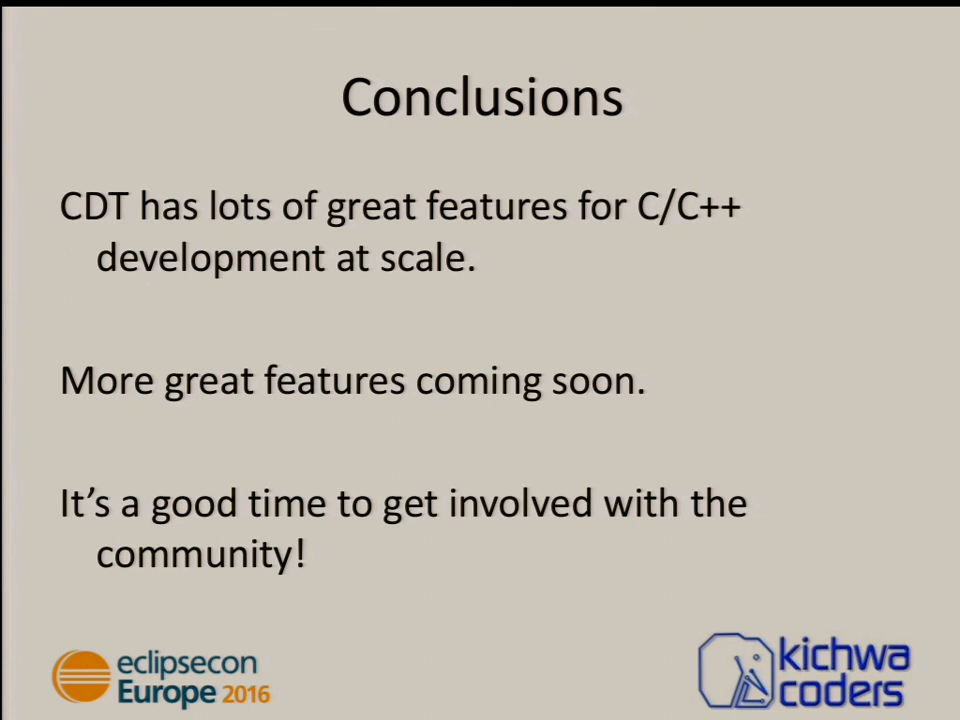 Conclusions
CDT has lots of great features for C/C++
development at scale.
More great features coming soon.
It’s a good time to get involved with the
community!
eclipsecon
Europe 2016
kichwa
coders